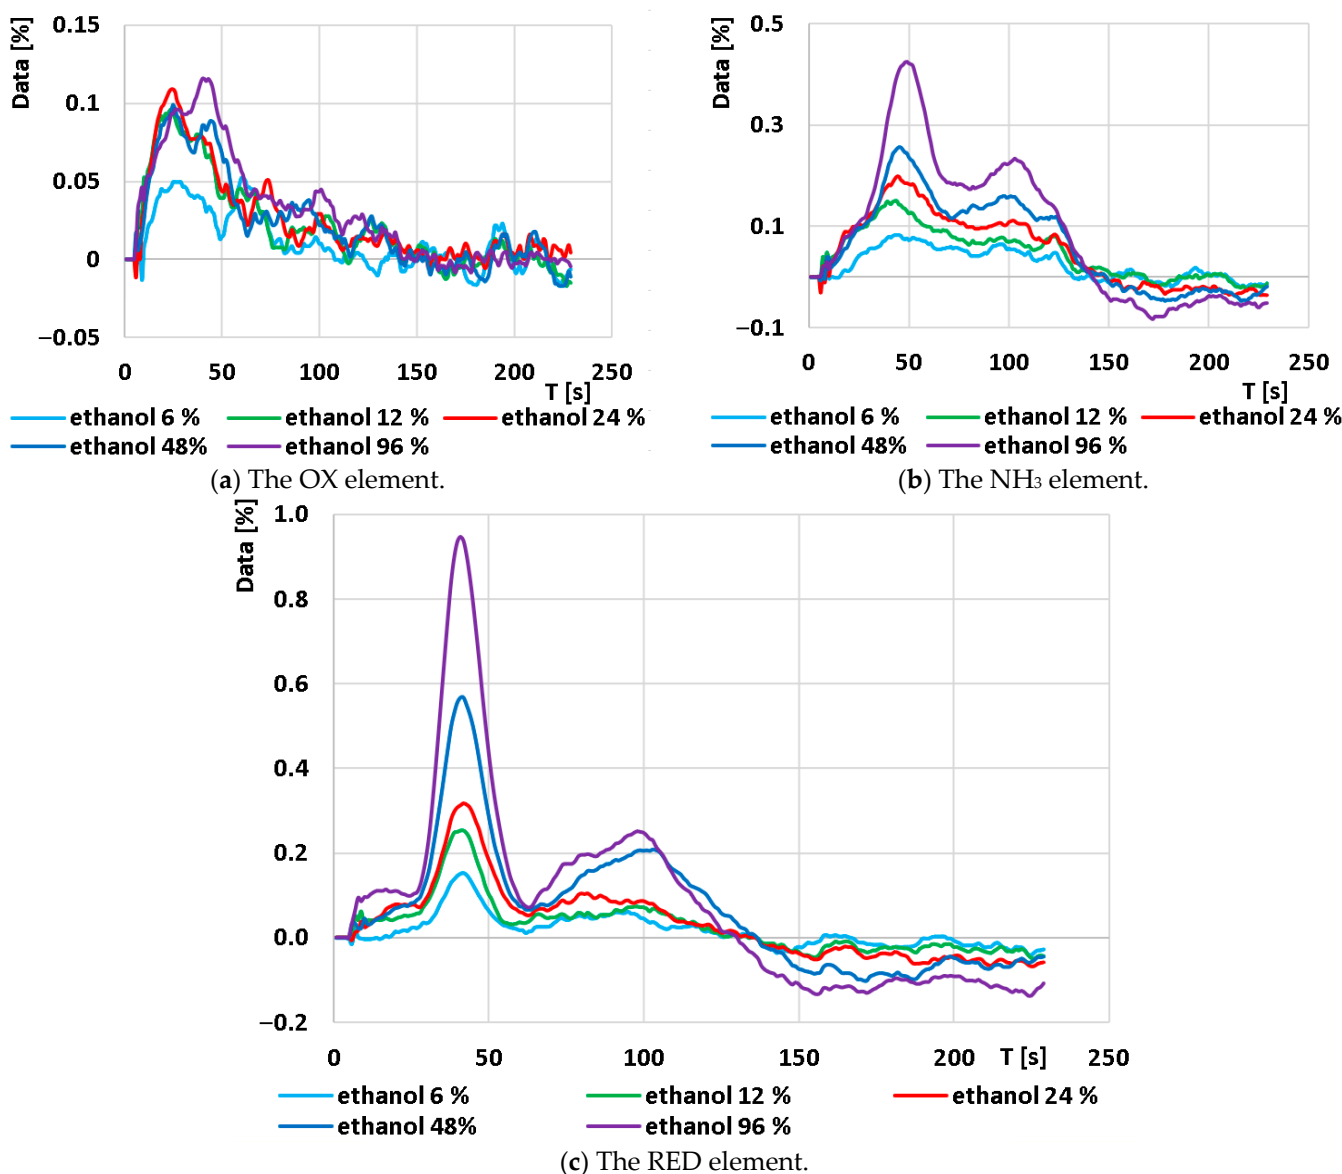 Data [%]
0.15
0.1
0.05
0
−0.05
0 50 100 150 200 250
T [s]
ethanol 6 % ethanol 12 % ethanol 24 %
ethanol 48% ethanol 96 %
(a) The OX element.
Data [%]
0.5
0.3
0.1
−0.1
0 50 100 150 200 250
T [s]
ethanol 6 % ethanol 12 % ethanol 24 %
ethanol 48% ethanol 96 %
(b) The NH₃ element.
Data [%]
1.0
0.8
0.6
0.4
0.2
0.0
−0.2
0 50 100 150 200 T [s] 250
ethanol 6 % ethanol 12 % ethanol 24 %
ethanol 48% ethanol 96 %
(c) The RED element.